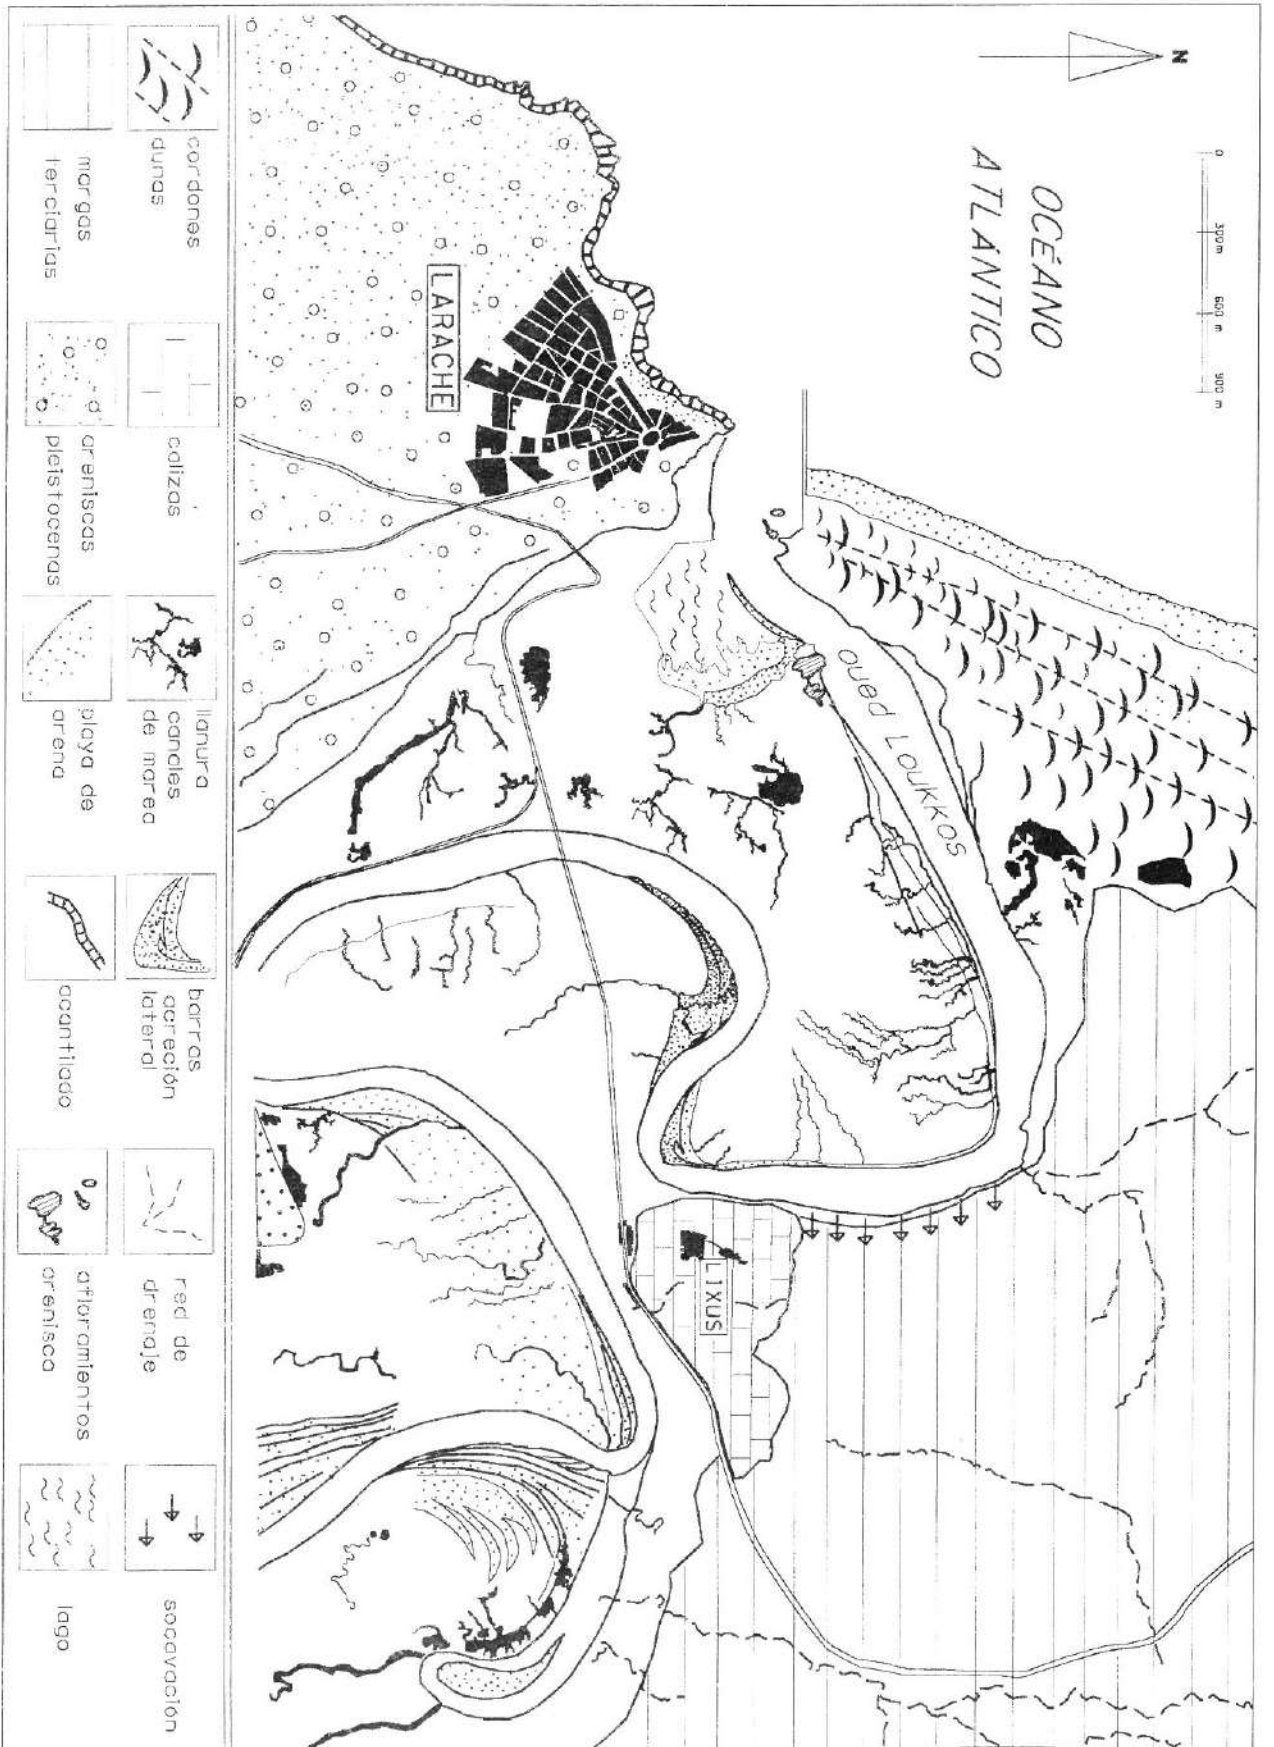 N
0 300m 600 m 900 m
OCÉANO
ATLÁNTICO
LARACHE
oued Loukkos
LIXUS
cordones
dunas
calizas
llanura
canales
de marea
barras
acreción
lateral
red de
drenaje
socavación
margas
terciarias
areniscas
pleistocenas
playa de
arena
acantilado
afloramientos
arenisca
lago